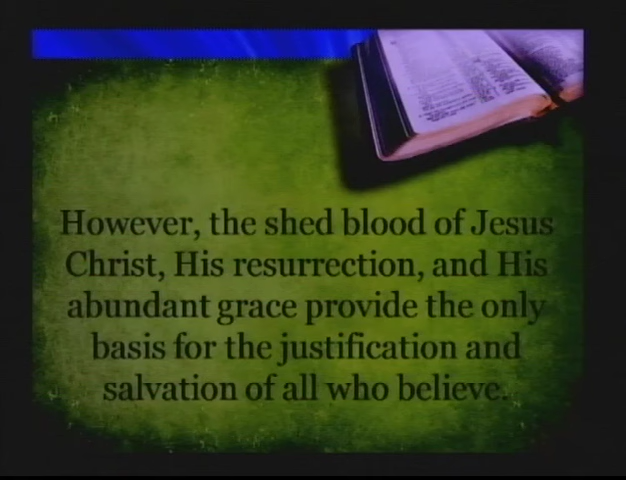 However, the shed blood of Jesus
Christ, His resurrection, and His
abundant grace provide the only
basis for the justification and
salvation of all who believe.